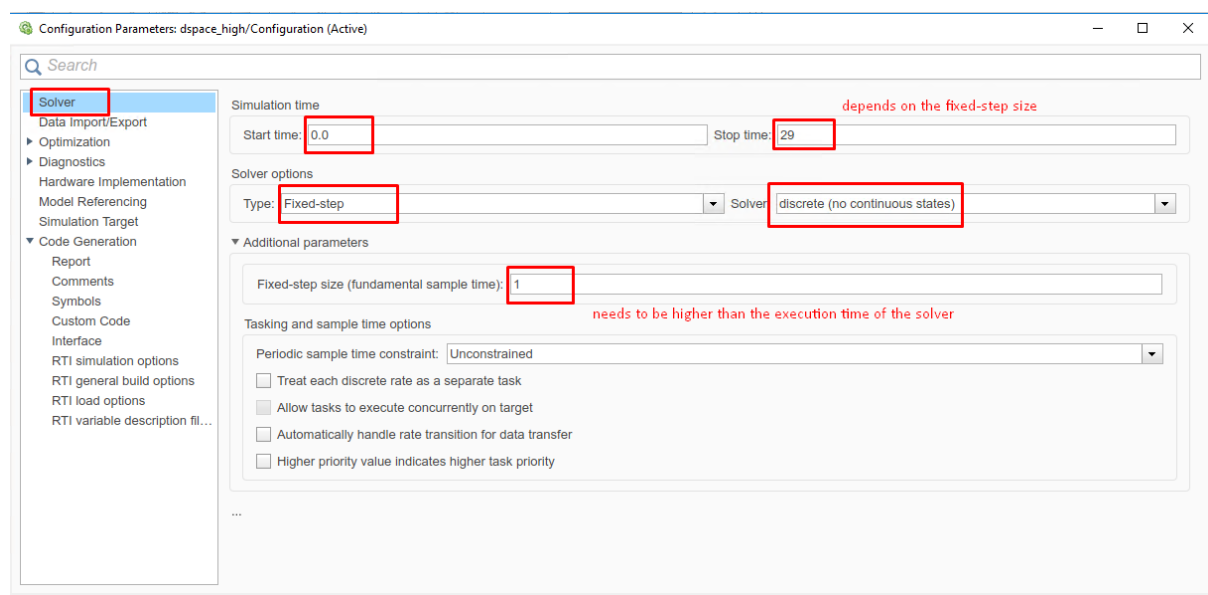 Configuration Parameters: dspace_high/Configuration (Active)
Search
Solver
Data Import/Export
Optimization
Diagnostics
Hardware Implementation
Model Referencing
Simulation Target
Code Generation
Report
Comments
Symbols
Custom Code
Interface
RTI simulation options
RTI general build options
RTI load options
RTI variable description fil...
Simulation time
depends on the fixed-step size
Start time: 0.0 Stop time: 29
Solver options
Type: Fixed-step Solver discrete (no continuous states)
Additional parameters
Fixed-step size (fundamental sample time): 1
needs to be higher than the execution time of the solver
Tasking and sample time options
Periodic sample time constraint: Unconstrained
Treat each discrete rate as a separate task
Allow tasks to execute concurrently on target
Automatically handle rate transition for data transfer
Higher priority value indicates higher task priority
...